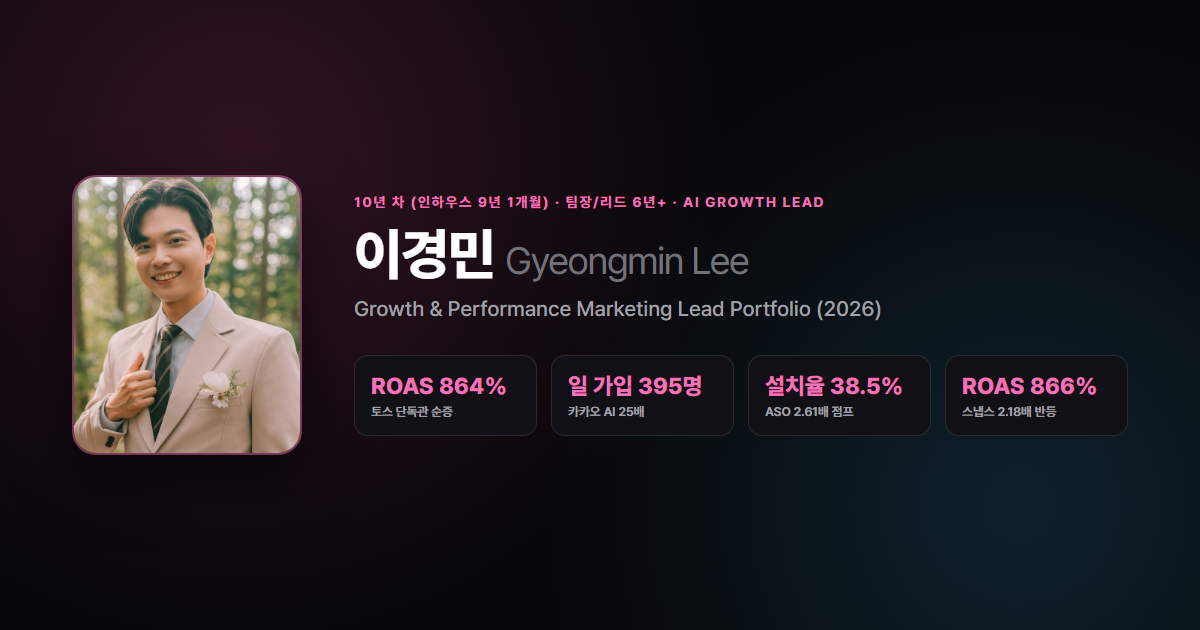 10년 차 (인하우스 9년 1개월) · 팀장/리드 6년+ · AI GROWTH LEAD
이경민 Gyeongmin Lee
Growth & Performance Marketing Lead Portfolio (2026)
ROAS 864%
토스 단독관 순증
일 가입 395명
카카오 AI 25배
설치율 38.5%
ASO 2.61배 점프
ROAS 866%
스냅스 2.18배 반등